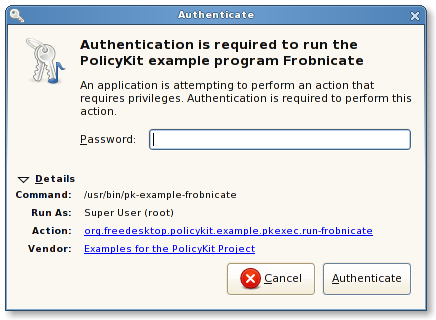 Authenticate
Authentication is required to run the
PolicyKit example program Frobnicate
An application is attempting to perform an action that
requires privileges. Authentication is required to perform this
action.
Password:
Details
Command: /usr/bin/pk-example-frobnicate
Run As: Super User (root)
Action: org.freedesktop.policykit.example.pkexec.run-frobnicate
Vendor: Examples for the PolicyKit Project
Cancel Authenticate